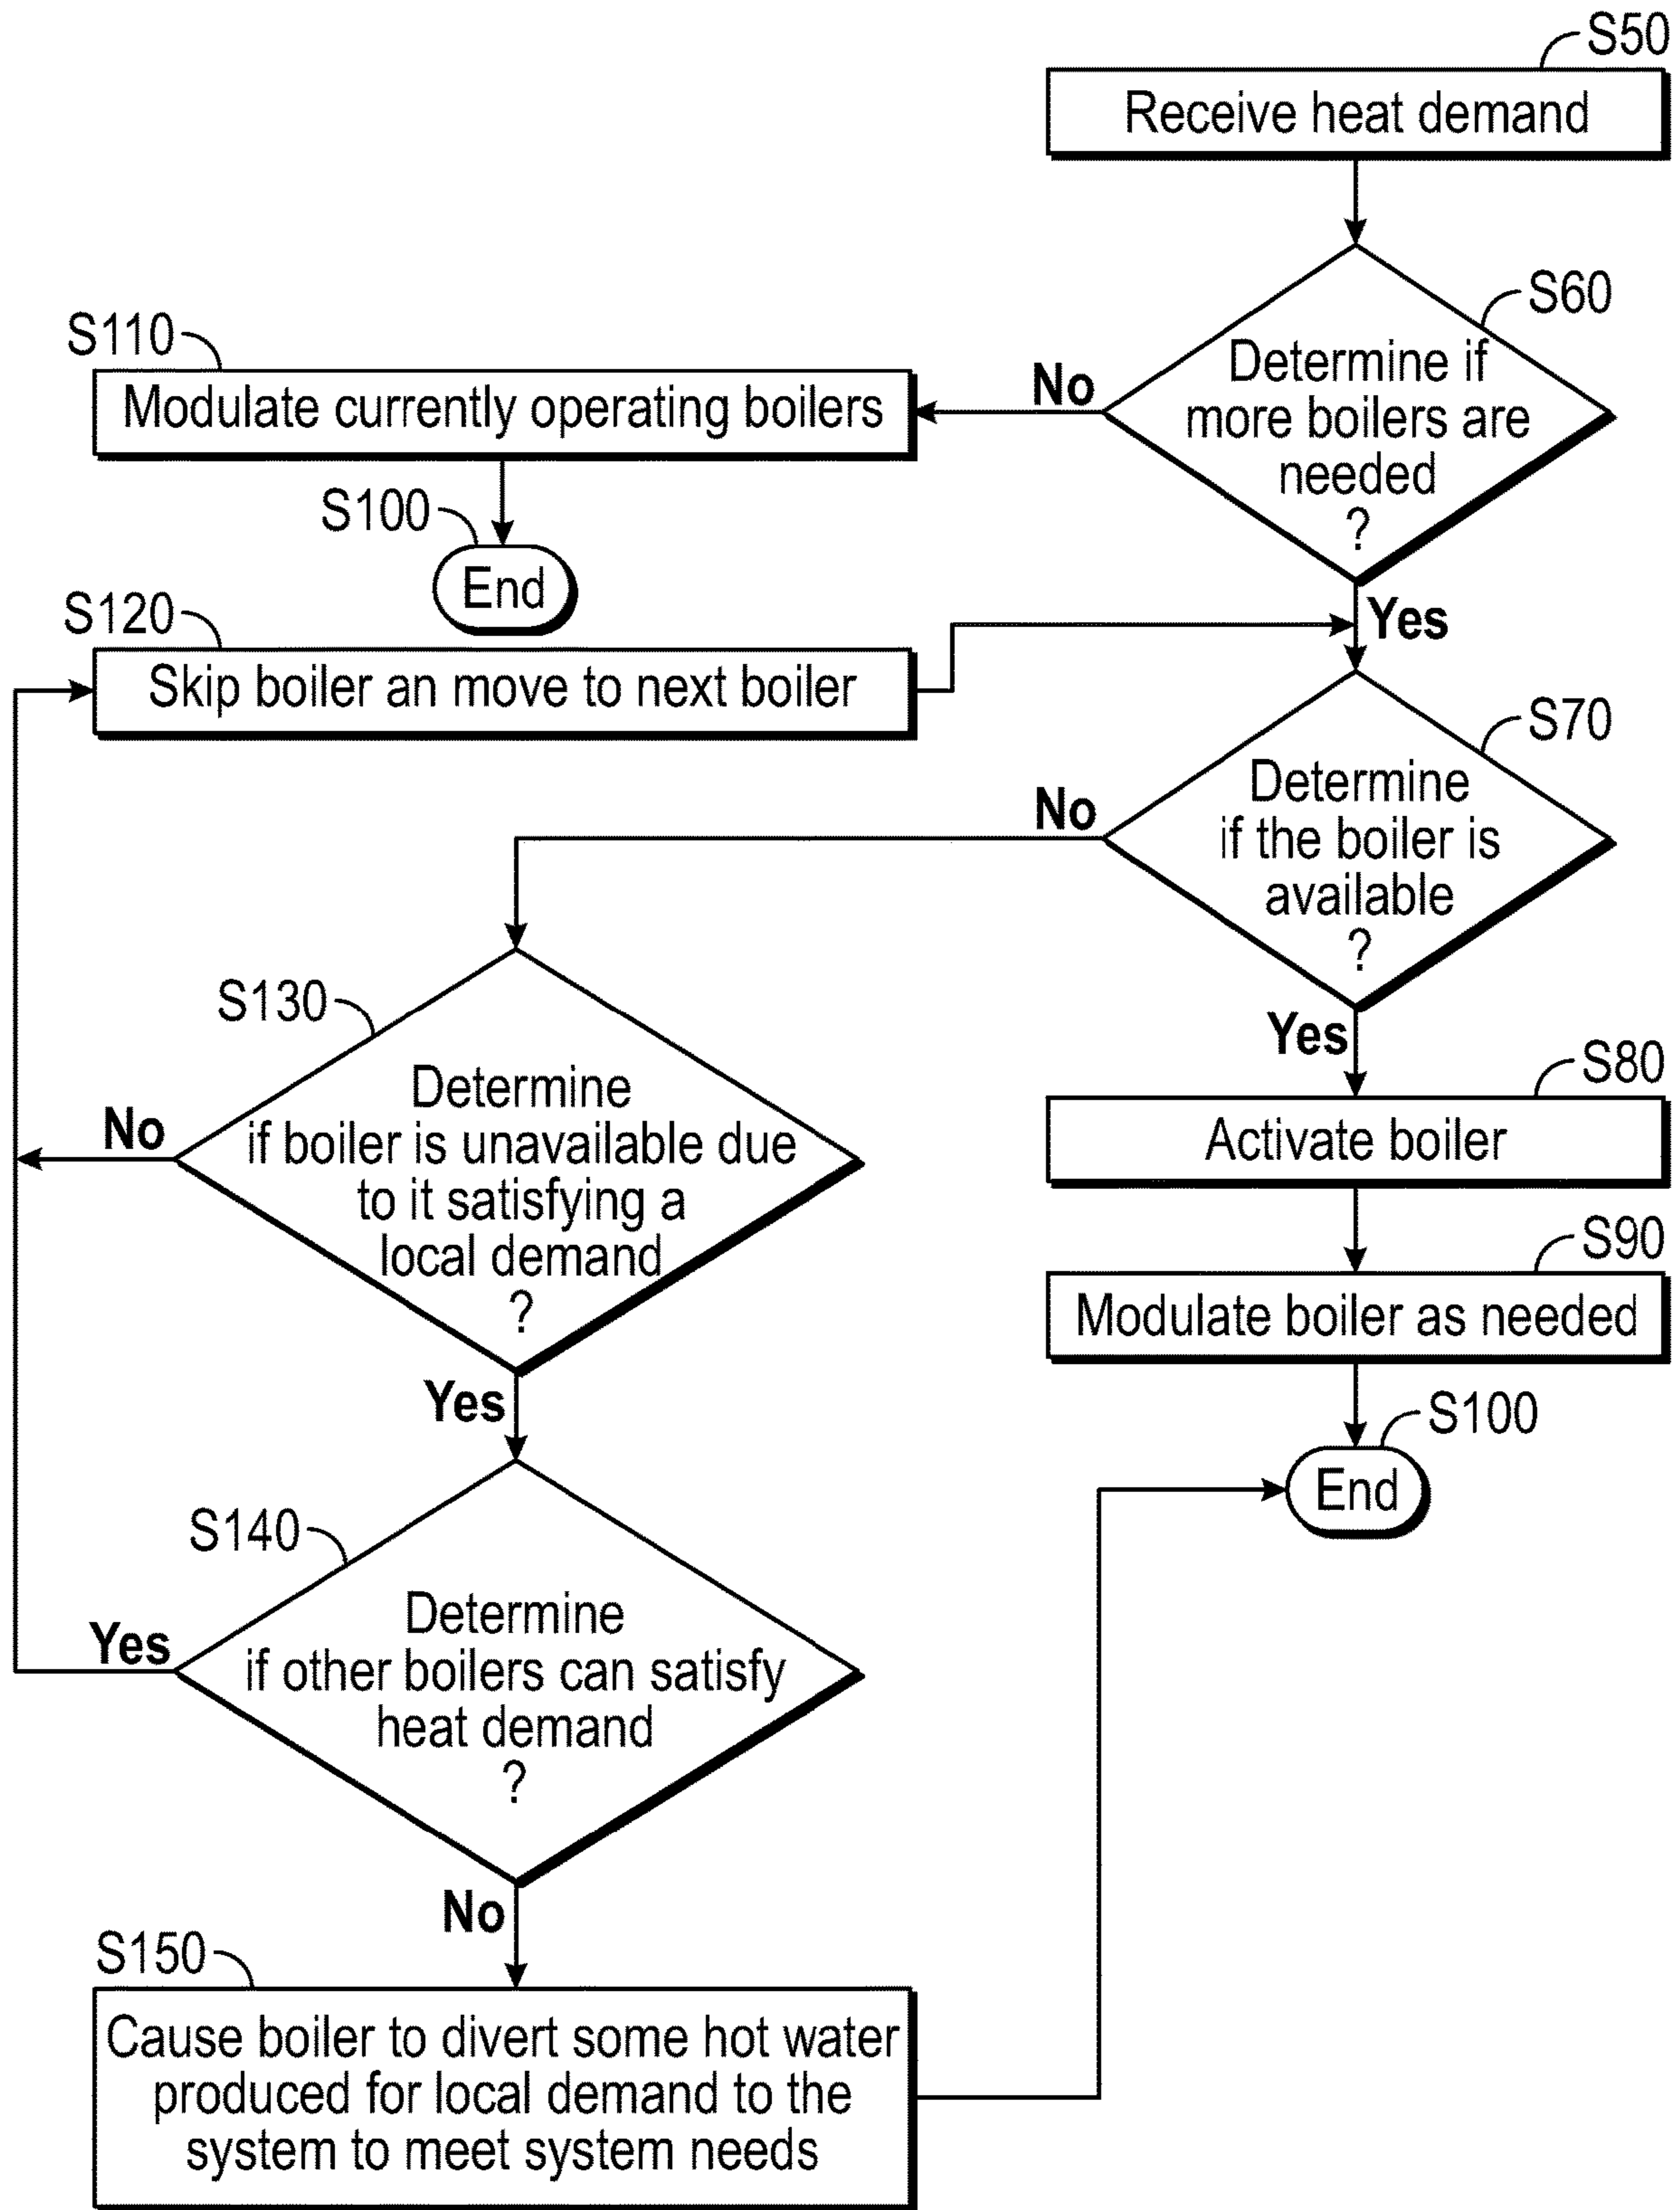 S50
Receive heat demand
S60
Determine if
more boilers are
needed
?
No
S110
Modulate currently operating boilers
S100
End
Yes
S120
Skip boiler an move to next boiler
S70
Determine
if the boiler is
available
?
No
Yes
S80
Activate boiler
S90
Modulate boiler as needed
S100
End
S130
Determine
if boiler is unavailable due
to it satisfying a
local demand
?
No
Yes
S140
Determine
if other boilers can satisfy
heat demand
?
Yes
No
S150
Cause boiler to divert some hot water
produced for local demand to the
system to meet system needs